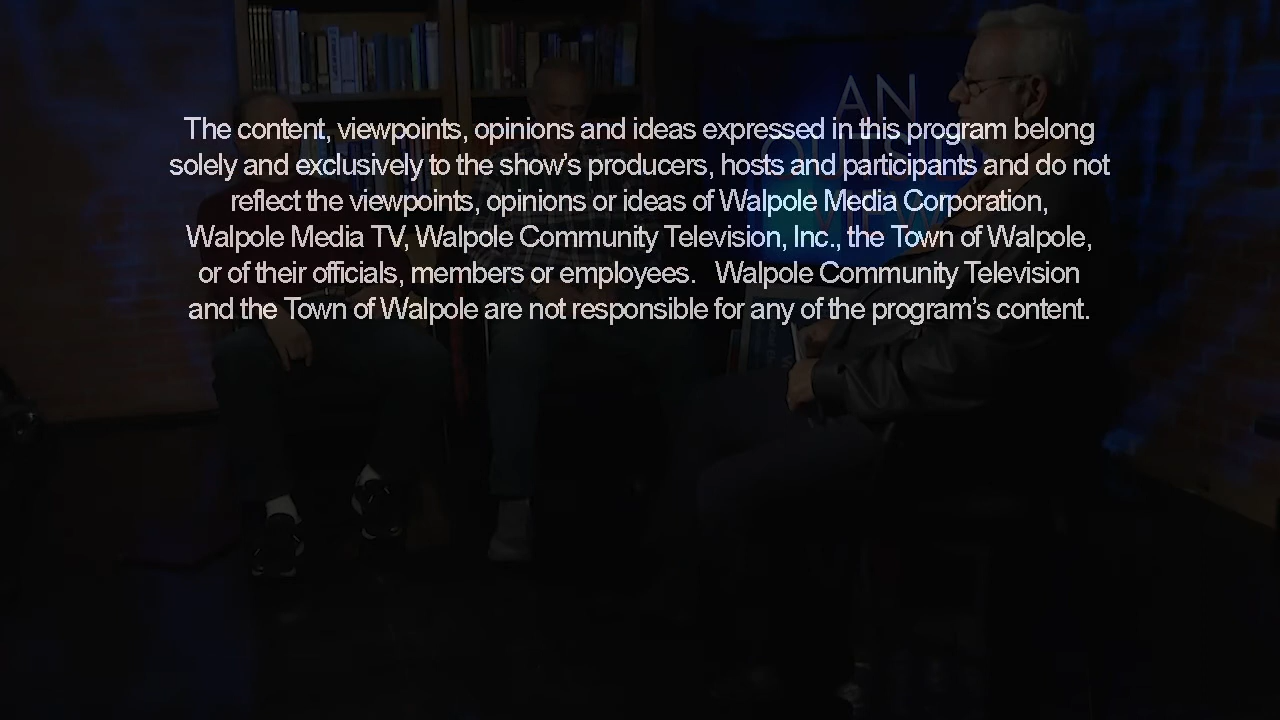 The content, viewpoints, opinions and ideas expressed in this program belong
solely and exclusively to the show's producers, hosts and participants and do not
reflect the viewpoints, opinions or ideas of Walpole Media Corporation,
Walpole Media TV, Walpole Community Television, Inc., the Town of Walpole,
or of their officials, members or employees.   Walpole Community Television
and the Town of Walpole are not responsible for any of the program's content.
AN
OUTSIDE
VIEW